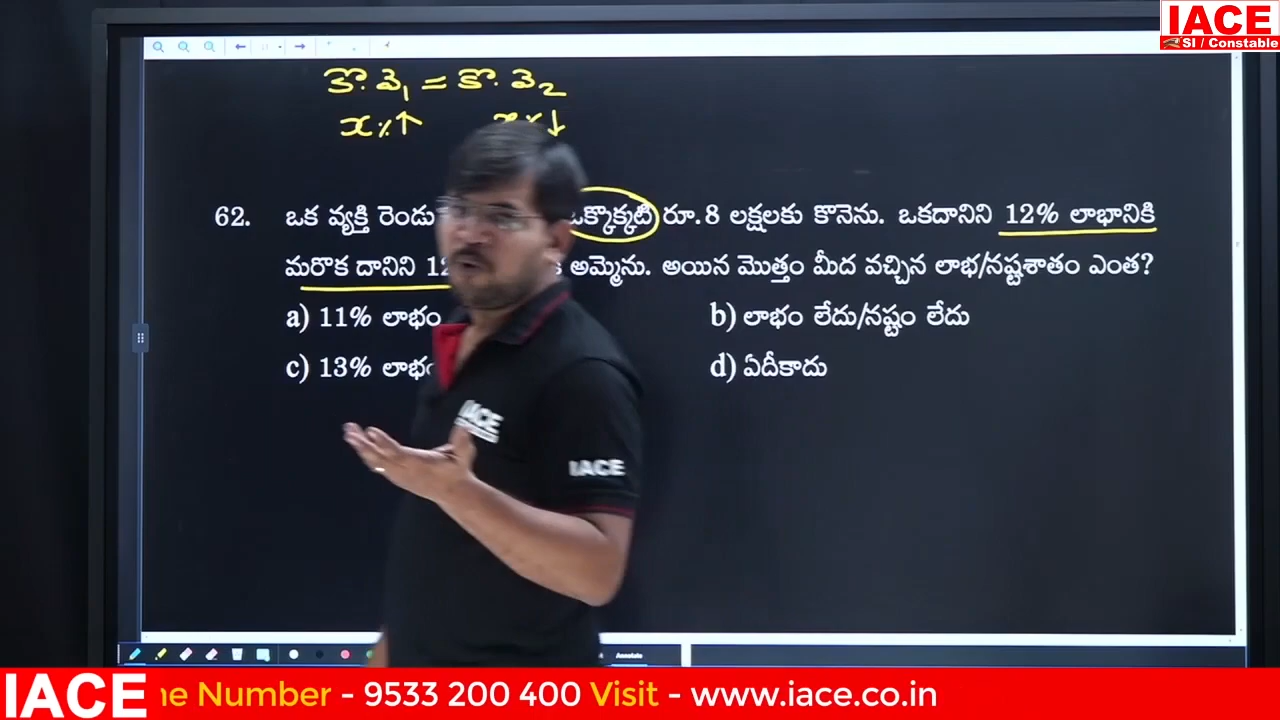 IACE
SI / Constable
కొ.వె1 = కొ.వె2
x%↑ x%↓
62. ఒక వ్యక్తి రెండు ఒక్కొక్కటి రూ.8 లక్షలకు కొనెను. ఒకదానిని 12% లాభానికి
మరొక దానిని 12 అమ్మెను. అయిన మొత్తం మీద వచ్చిన లాభ/నష్టశాతం ఎంత?
a) 11% లాభం b) లాభం లేదు/నష్టం లేదు
c) 13% లాభం d) ఏదీకాదు
IACE
IACE
Annotate
IACE ne Number - 9533 200 400 Visit - www.iace.co.in